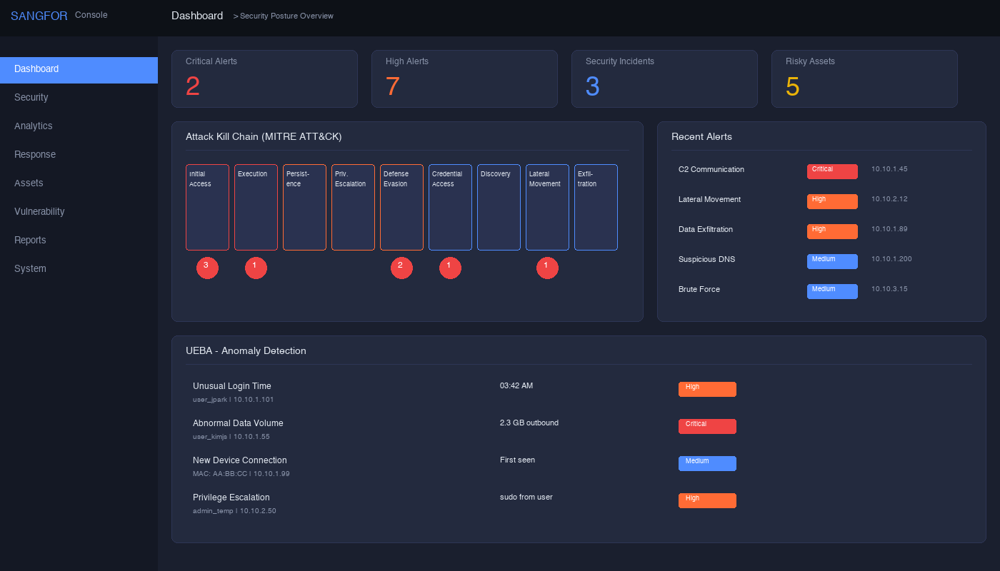 SANGFOR Console
Dashboard > Security Posture Overview
Dashboard
Security
Analytics
Response
Assets
Vulnerability
Reports
System
Critical Alerts
2
High Alerts
7
Security Incidents
3
Risky Assets
5
Attack Kill Chain (MITRE ATT&CK)
Initial
Access
Execution
Persist-
ence
Priv.
Escalation
Defense
Evasion
Credential
Access
Discovery
Lateral
Movement
Exfil-
tration
3
1
2
1
1
Recent Alerts
C2 Communication Critical 10.10.1.45
Lateral Movement High 10.10.2.12
Data Exfiltration High 10.10.1.89
Suspicious DNS Medium 10.10.1.200
Brute Force Medium 10.10.3.15
UEBA - Anomaly Detection
Unusual Login Time 03:42 AM High
user_jpark | 10.10.1.101
Abnormal Data Volume 2.3 GB outbound Critical
user_kimjs | 10.10.1.55
New Device Connection First seen Medium
MAC: AA:BB:CC | 10.10.1.99
Privilege Escalation sudo from user High
admin_temp | 10.10.2.50